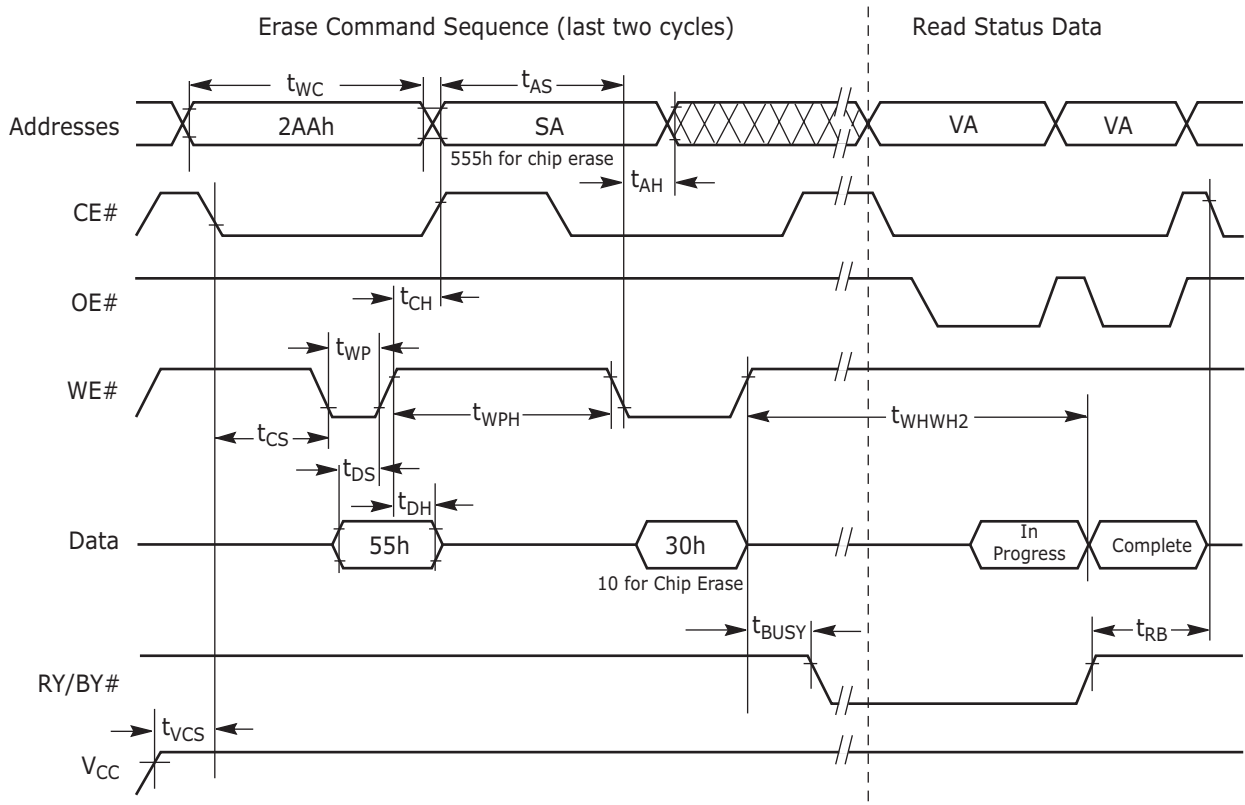 Erase Command Sequence (last two cycles)
Read Status Data
tWC
tAS
Addresses
2AAh
SA
VA
VA
555h for chip erase
tAH
CE#
OE#
tCH
tWP
WE#
tWPH
tWHWH2
tCS
tDS
tDH
Data
55h
30h
In
Progress
Complete
10 for Chip Erase
tBUSY
tRB
RY/BY#
tVCS
VCC